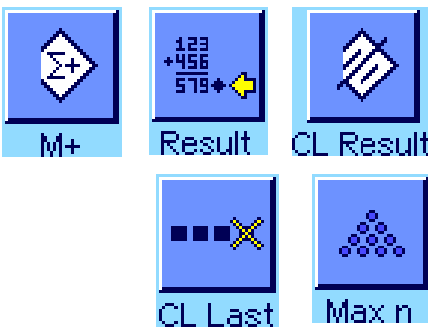 Σ+
123
+456
579
M+
Result
CL Result
CL Last
Max n